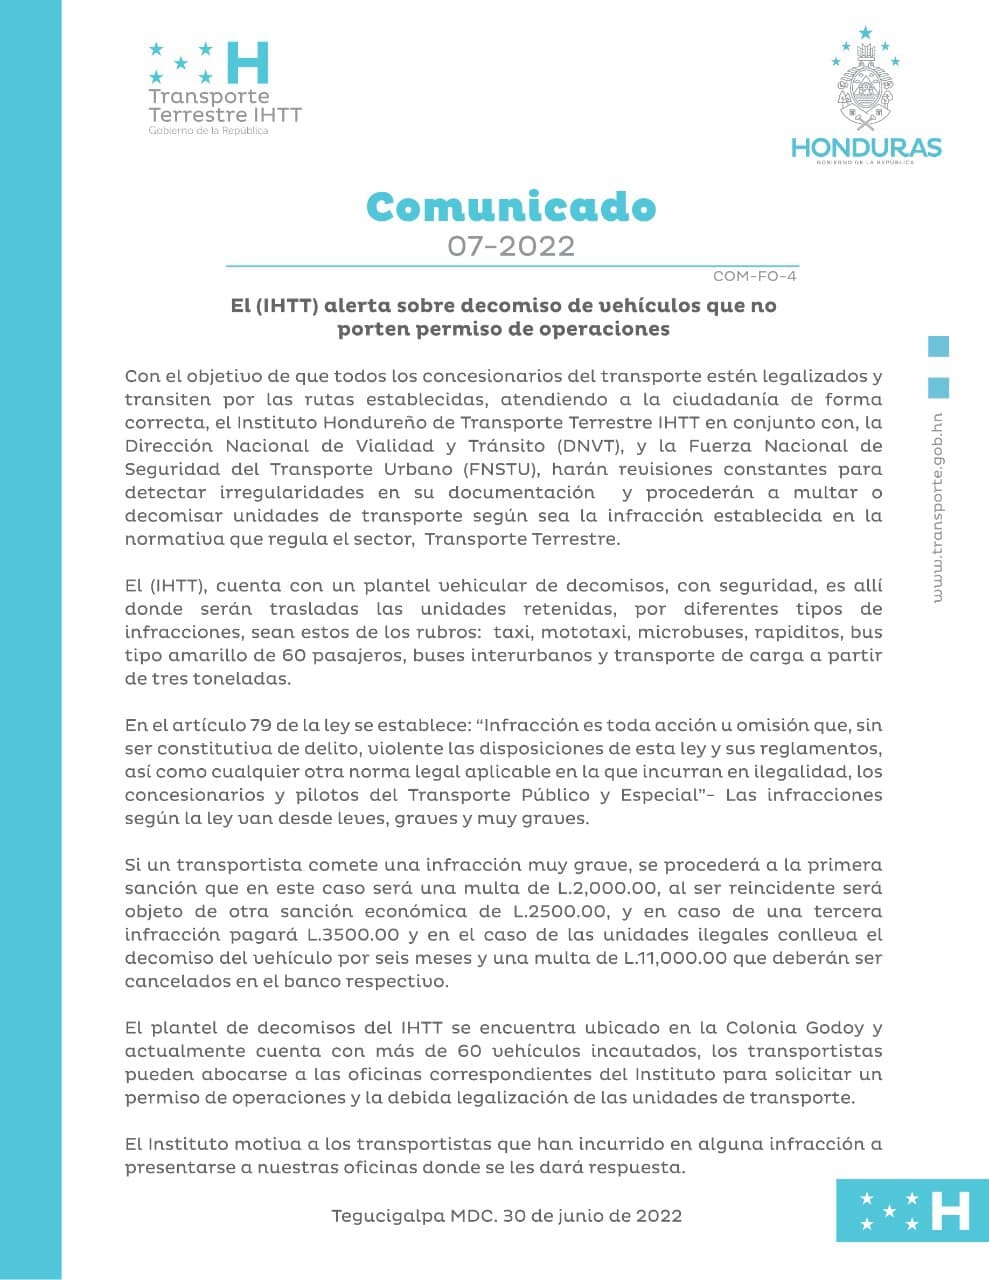 H
Transporte
Terrestre IHTT
Gobierno de la República
HONDURAS
GOBIERNO DE LA REPÚBLICA
Comunicado
07-2022
COM-FO-4
El (IHTT) alerta sobre decomiso de vehículos que no
porten permiso de operaciones
Con el objetivo de que todos los concesionarios del transporte estén legalizados y
transiten por las rutas establecidas, atendiendo a la ciudadanía de forma
correcta, el Instituto Hondureño de Transporte Terrestre IHTT en conjunto con, la
Dirección Nacional de Vialidad y Tránsito (DNVT), y la Fuerza Nacional de
Seguridad del Transporte Urbano (FNSTU), harán revisiones constantes para
detectar irregularidades en su documentación y procederán a multar o
decomisar unidades de transporte según sea la infracción establecida en la
normativa que regula el sector, Transporte Terrestre.
El (IHTT), cuenta con un plantel vehicular de decomisos, con seguridad, es allí
donde serán trasladas las unidades retenidas, por diferentes tipos de
infracciones, sean estos de los rubros: taxi, mototaxi, microbuses, rapiditos, bus
tipo amarillo de 60 pasajeros, buses interurbanos y transporte de carga a partir
de tres toneladas.
En el artículo 79 de la ley se establece: “Infracción es toda acción u omisión que, sin
ser constitutiva de delito, violente las disposiciones de esta ley y sus reglamentos,
así como cualquier otra norma legal aplicable en la que incurran en ilegalidad, los
concesionarios y pilotos del Transporte Público y Especial”- Las infracciones
según la ley van desde leves, graves y muy graves.
Si un transportista comete una infracción muy grave, se procederá a la primera
sanción que en este caso será una multa de L.2,000.00, al ser reincidente será
objeto de otra sanción económica de L.2500.00, y en caso de una tercera
infracción pagará L.3500.00 y en el caso de las unidades ilegales conlleva el
decomiso del vehículo por seis meses y una multa de L.11,000.00 que deberán ser
cancelados en el banco respectivo.
El plantel de decomisos del IHTT se encuentra ubicado en la Colonia Godoy y
actualmente cuenta con más de 60 vehículos incautados, los transportistas
pueden abocarse a las oficinas correspondientes del Instituto para solicitar un
permiso de operaciones y la debida legalización de las unidades de transporte.
El Instituto motiva a los transportistas que han incurrido en alguna infracción a
presentarse a nuestras oficinas donde se les dará respuesta.
Tegucigalpa MDC. 30 de junio de 2022
www.transporte.gob.hn
H